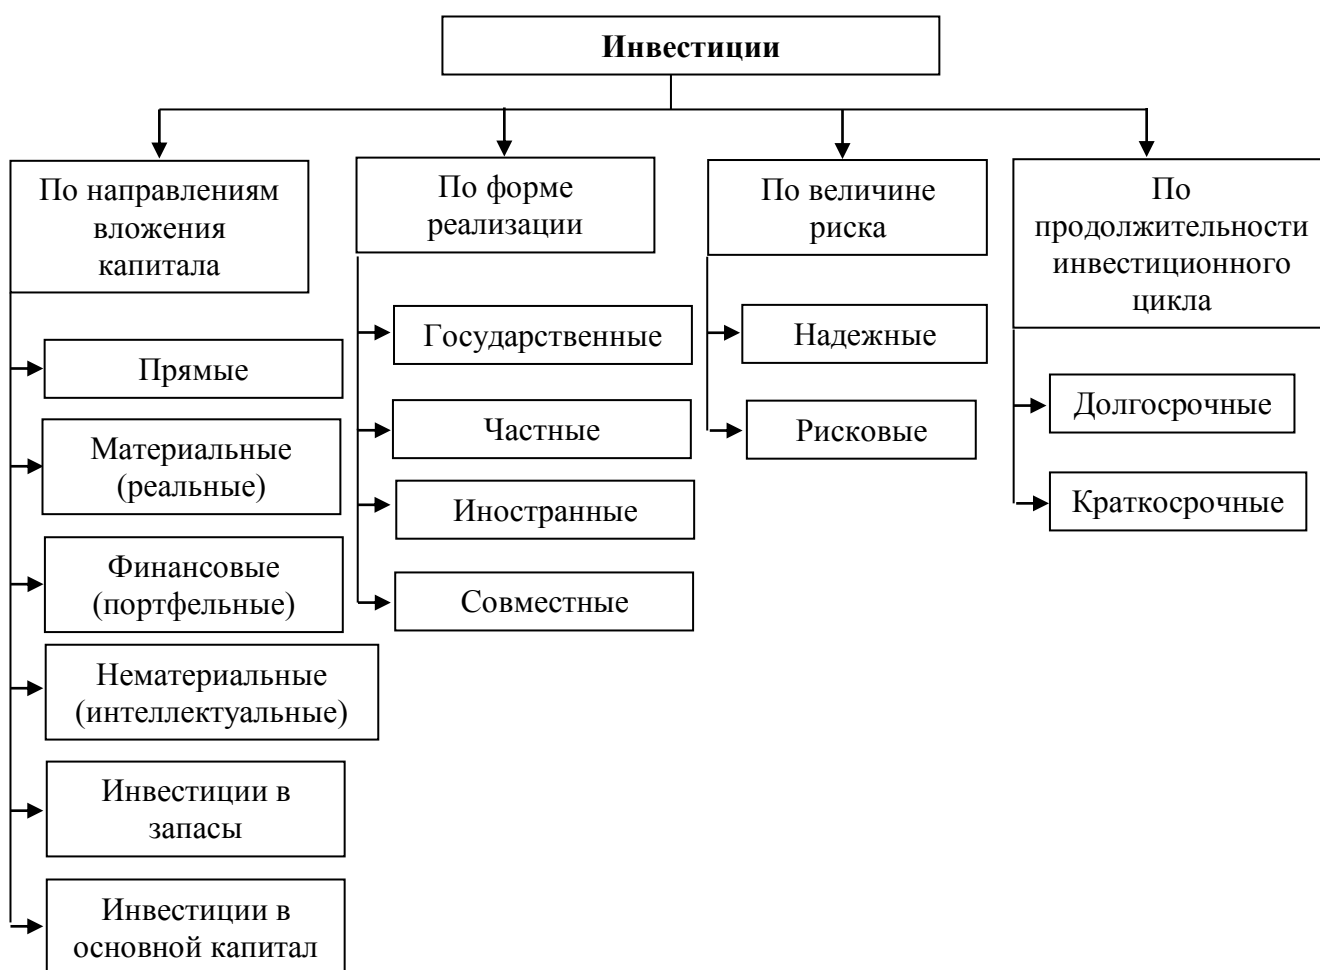 Инвестиции
По направлениям
вложения
капитала
Прямые
Материальные
(реальные)
Финансовые
(портфельные)
Нематериальные
(интеллектуальные)
Инвестиции в
запасы
Инвестиции в
основной капитал
По форме
реализации
Государственные
Частные
Иностранные
Совместные
По величине
риска
Надежные
Рисковые
По
продолжительности
инвестиционного
цикла
Долгосрочные
Краткосрочные